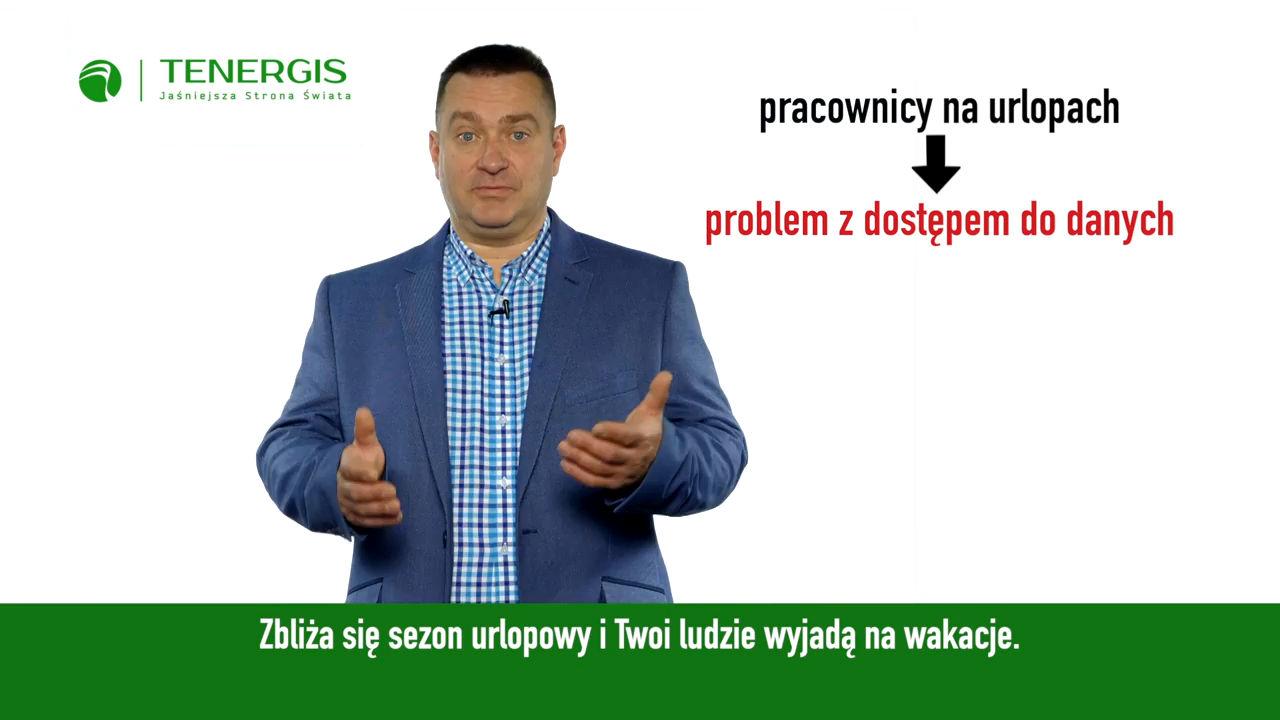 TENERGIS
Jaśniejsza Strona Świata
pracownicy na urlopach
problem z dostępem do danych
Zbliża się sezon urlopowy i Twoi ludzie wyjadą na wakacje.